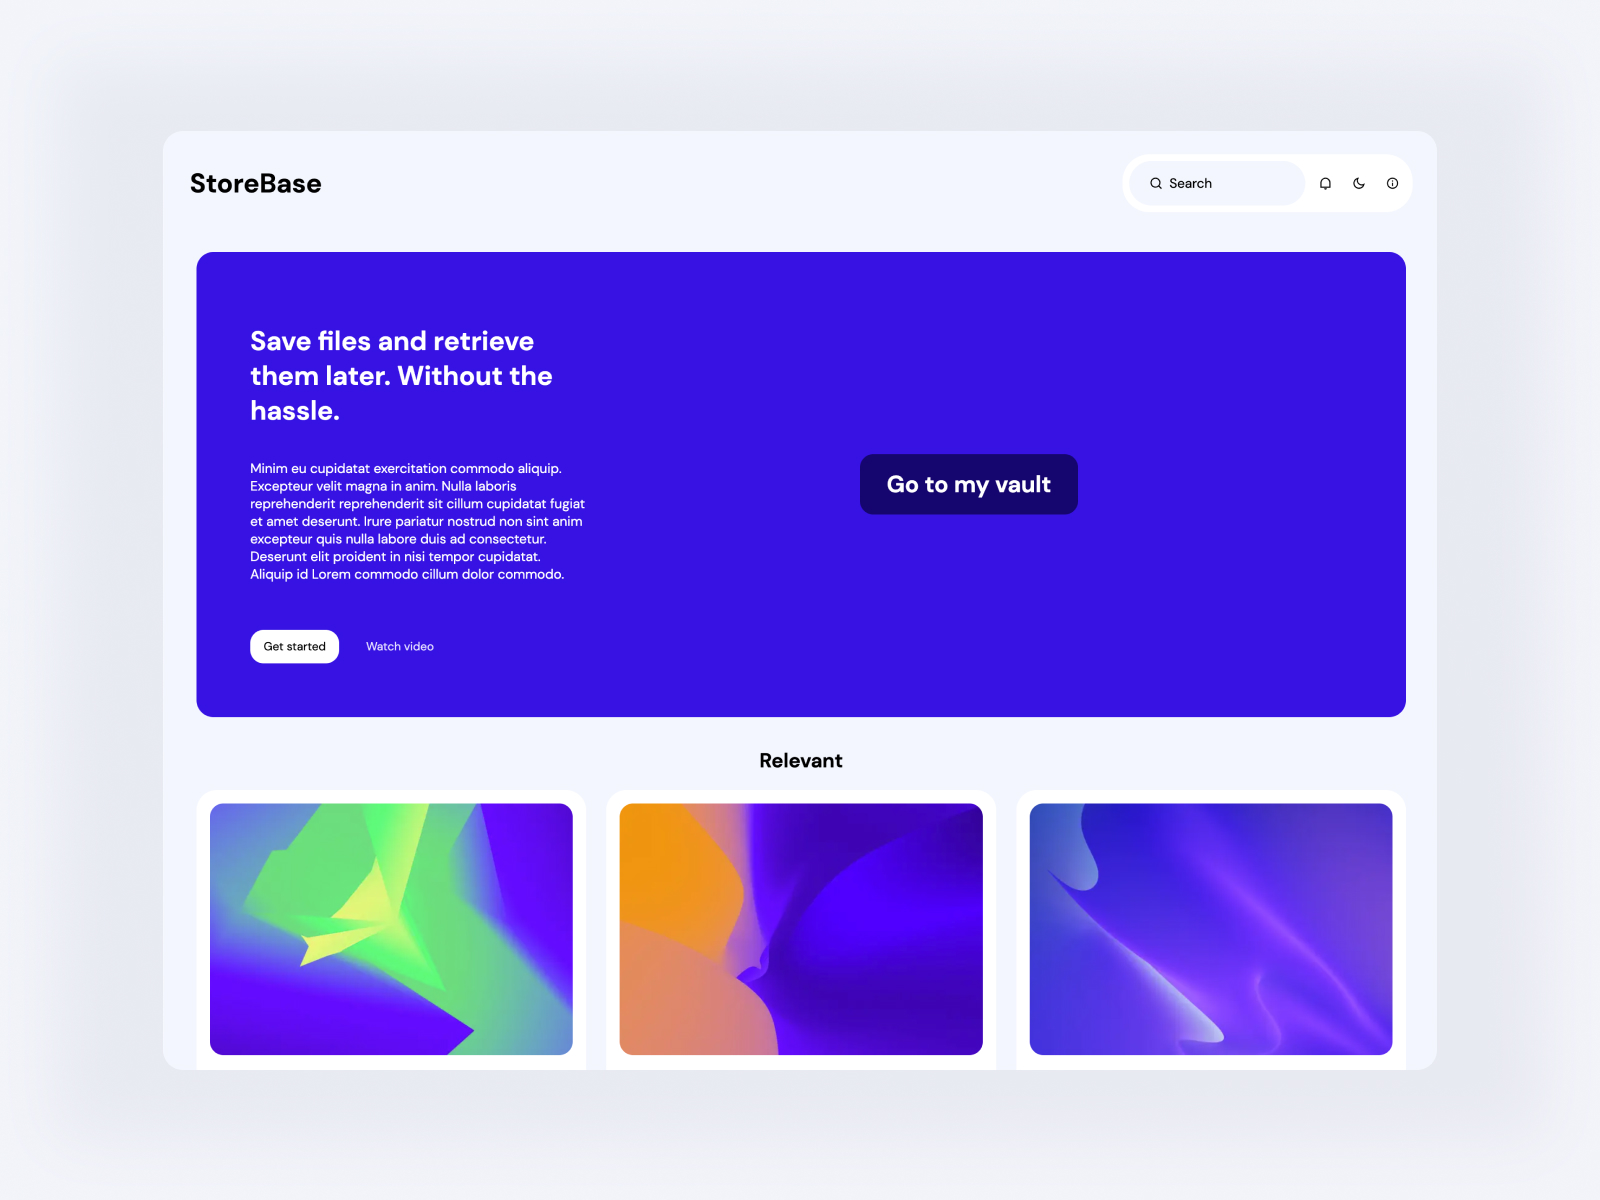 StoreBase
Search
Save files and retrieve
them later. Without the
hassle.
Minim eu cupidatat exercitation commodo aliquip.
Excepteur velit magna in anim. Nulla laboris
reprehenderit reprehenderit sit cillum cupidatat fugiat
et amet deserunt. Irure pariatur nostrud non sint anim
excepteur quis nulla labore duis ad consectetur.
Deserunt elit proident in nisi tempor cupidatat.
Aliquip id Lorem commodo cillum dolor commodo.
Get started
Watch video
Go to my vault
Relevant